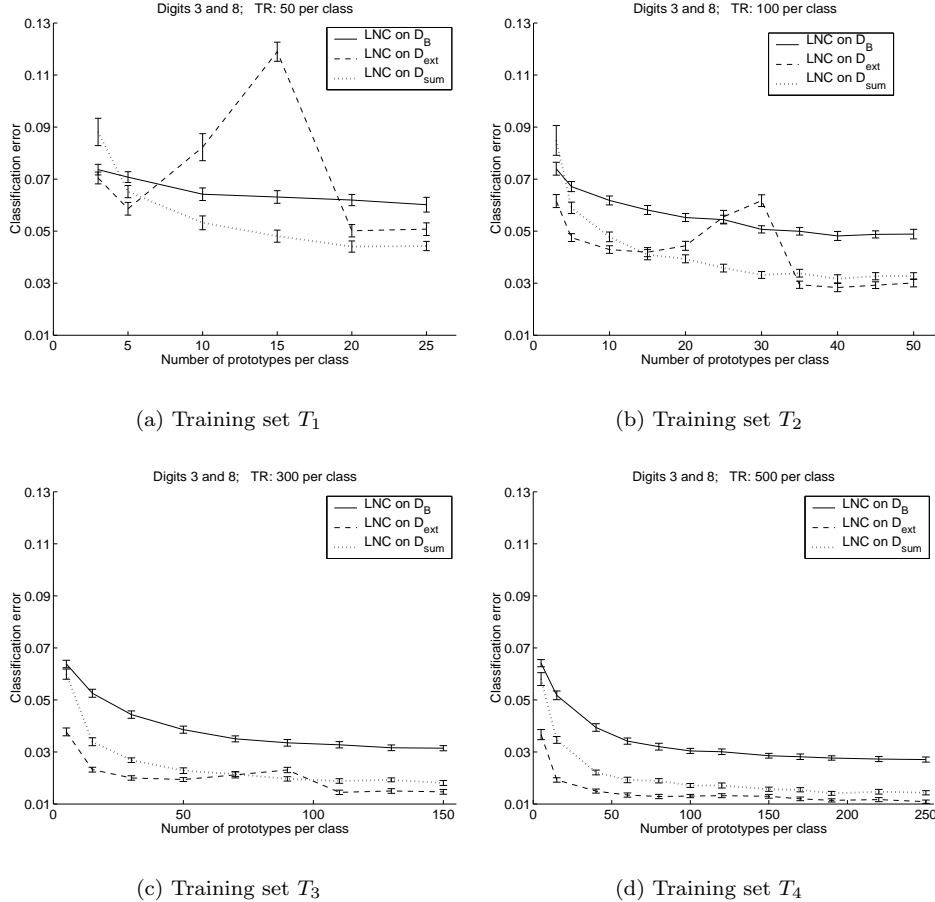 Digits 3 and 8;   TR: 50 per class
0.13
0.11
0.09
0.07
0.05
0.03
0.01
Classification error
0 5 10 15 20 25
Number of prototypes per class
LNC on D_B
LNC on D_ext
LNC on D_sum
(a) Training set T_1
Digits 3 and 8;   TR: 100 per class
0.13
0.11
0.09
0.07
0.05
0.03
0.01
Classification error
0 10 20 30 40 50
Number of prototypes per class
LNC on D_B
LNC on D_ext
LNC on D_sum
(b) Training set T_2
Digits 3 and 8;   TR: 300 per class
0.13
0.11
0.09
0.07
0.05
0.03
0.01
Classification error
0 50 100 150
Number of prototypes per class
LNC on D_B
LNC on D_ext
LNC on D_sum
(c) Training set T_3
Digits 3 and 8;   TR: 500 per class
0.13
0.11
0.09
0.07
0.05
0.03
0.01
Classification error
0 50 100 150 200 250
Number of prototypes per class
LNC on D_B
LNC on D_ext
LNC on D_sum
(d) Training set T_4